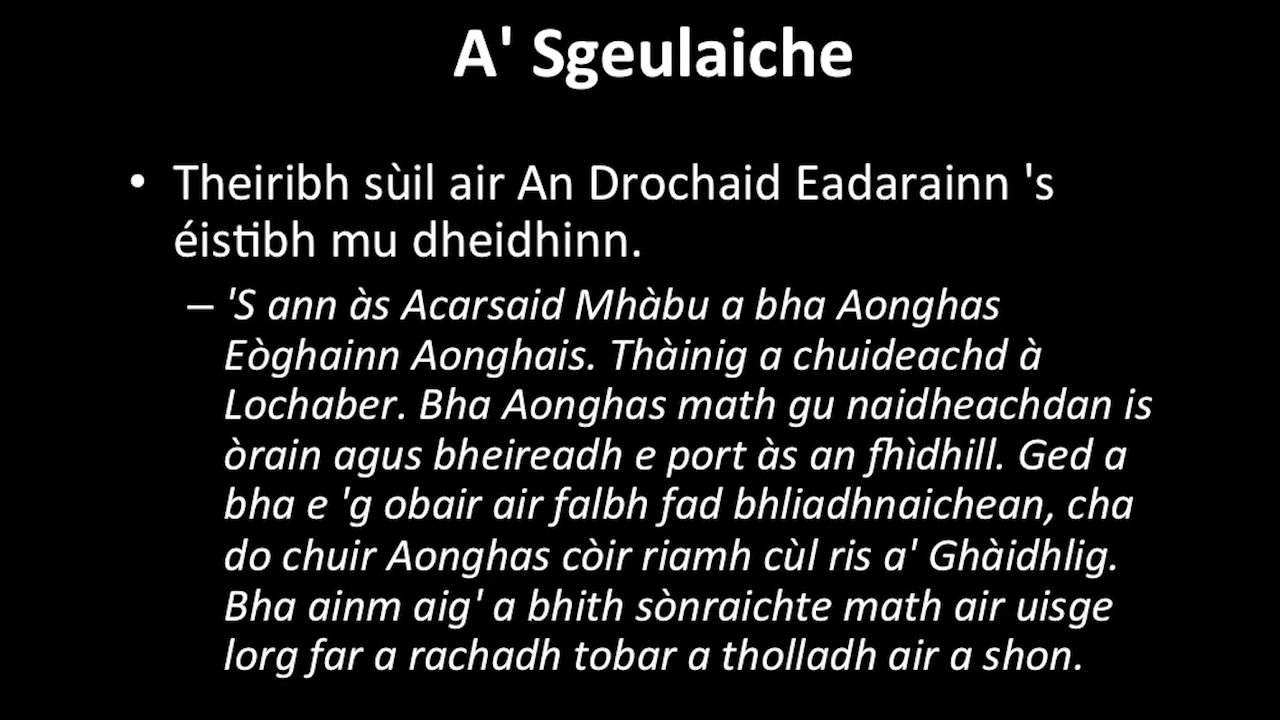 A' Sgeulaiche
• Theiribh sùil air An Drochaid Eadarainn 's
éistibh mu dheidhinn.
– 'S ann às Acarsaid Mhàbu a bha Aonghas
Eòghainn Aonghais. Thàinig a chuideachd à
Lochaber. Bha Aonghas math gu naidheachdan is
òrain agus bheireadh e port às an fhìdhill. Ged a
bha e 'g obair air falbh fad bhliadhnaichean, cha
do chuir Aonghas còir riamh cùl ris a' Ghàidhlig.
Bha ainm aig' a bhith sònraichte math air uisge
lorg far a rachadh tobar a tholladh air a shon.